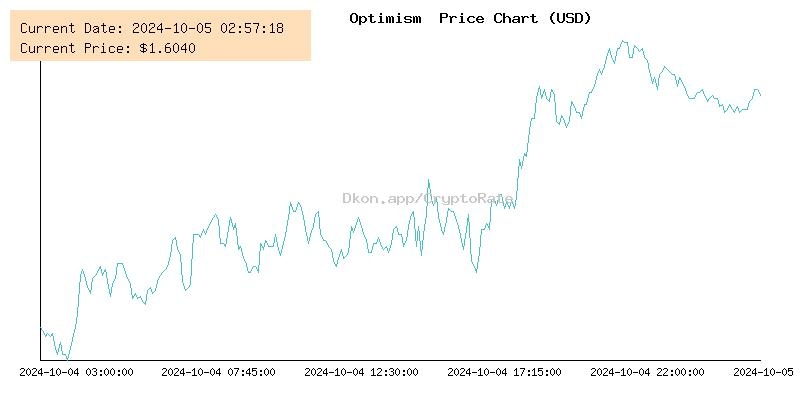 Optimism Price Chart (USD)
Current Date: 2024-10-05 02:57:18
Current Price: $1.6040
Dkon.app/CryptoRate
2024-10-04 03:00:00 2024-10-04 07:45:00 2024-10-04 12:30:00 2024-10-04 17:15:00 2024-10-04 22:00:00 2024-10-05